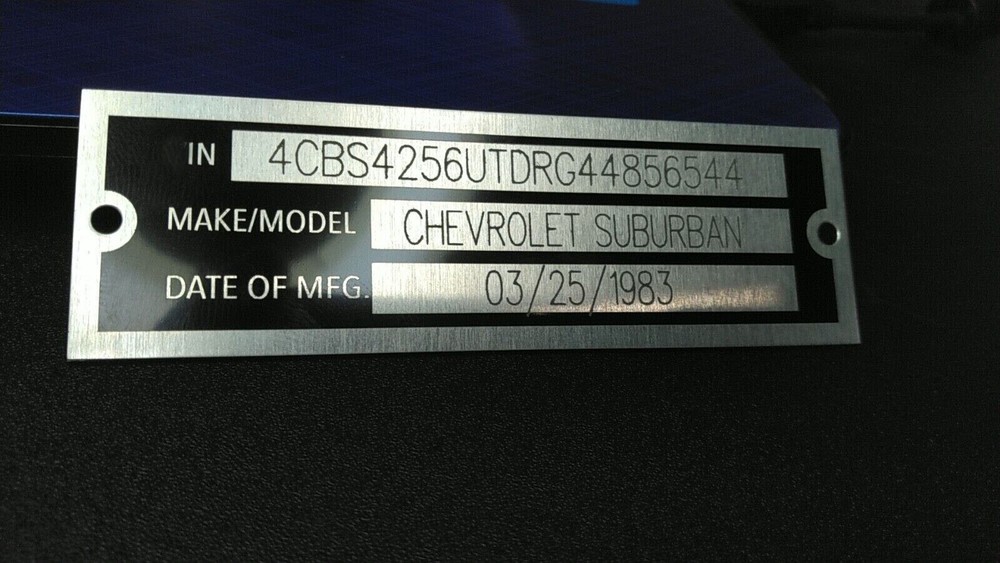 IN 4CBS4256UTDRG44856544
MAKE/MODEL CHEVROLET SUBURBAN
DATE OF MFG. 03/25/1983